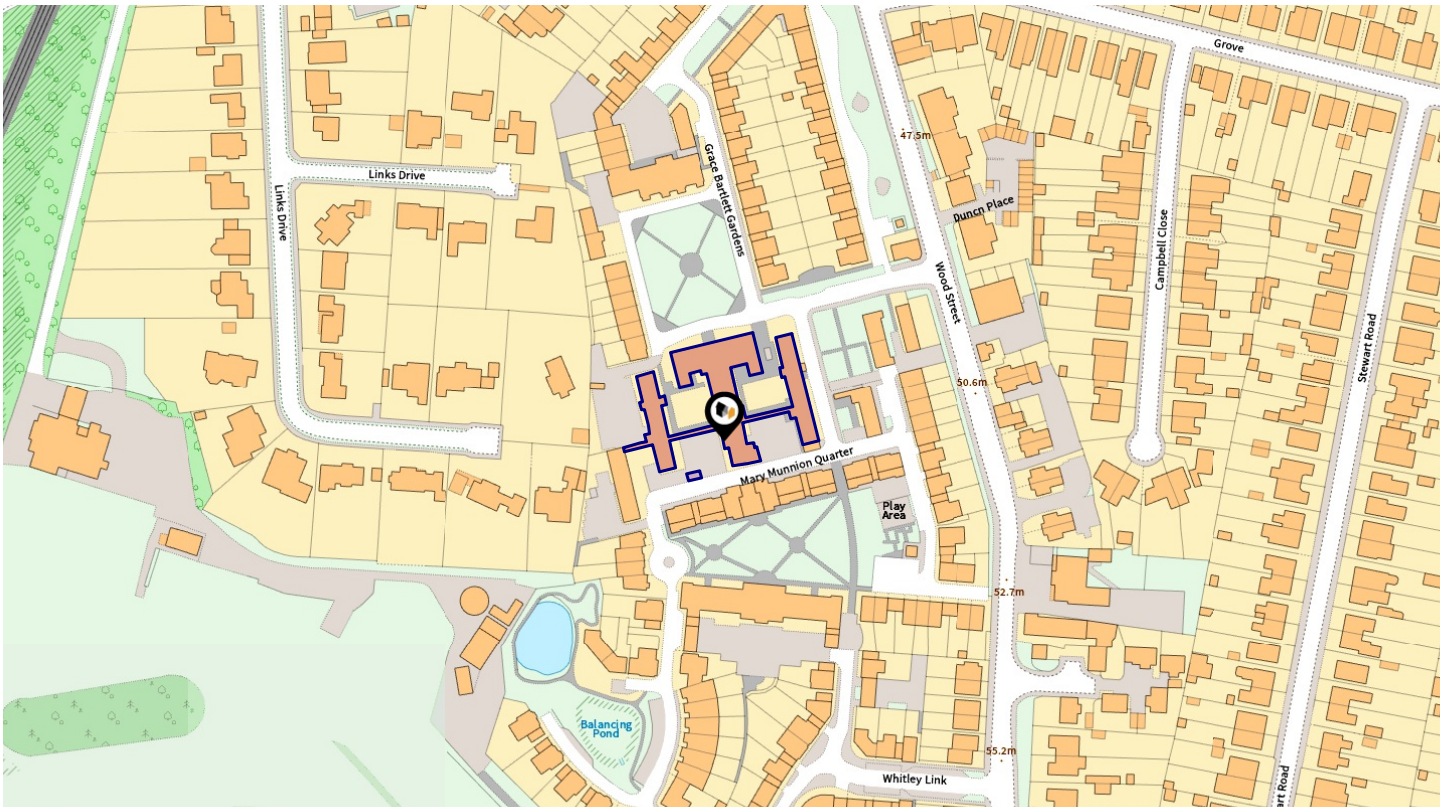 Grove
47.5m
Grace Bartlett Gardens
Links Drive
Links Drive
Duncn Place
Campbell Close
Wood Street
Stewart Road
50.6m
Mary Munnion Quarter
Play
Area
52.7m
Balancing
Pond
55.2m
Whitley Link
art Road